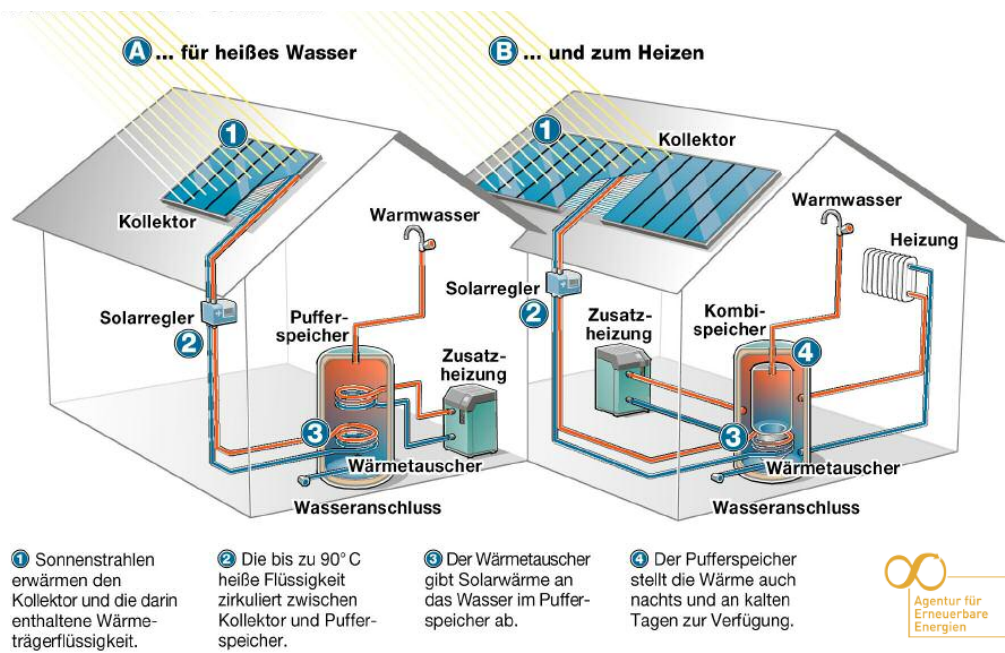 A ... für heißes Wasser
B ... und zum Heizen
1
Kollektor
Warmwasser
Solarregler
2
Puffer-
speicher
Zusatz-
heizung
3
Wärmetauscher
Wasseranschluss
1
Kollektor
Warmwasser
Heizung
Solarregler
2
Zusatz-
heizung
Kombi-
speicher
4
3
Wärmetauscher
Wasseranschluss
1 Sonnenstrahlen
erwärmen den
Kollektor und die darin
enthaltene Wärme-
trägerflüssigkeit.
2 Die bis zu 90° C
heiße Flüssigkeit
zirkuliert zwischen
Kollektor und Puffer-
speicher.
3 Der Wärmetauscher
gibt Solarwärme an
das Wasser im Puffer-
speicher ab.
4 Der Pufferspeicher
stellt die Wärme auch
nachts und an kalten
Tagen zur Verfügung.
Agentur für
Erneuerbare
Energien